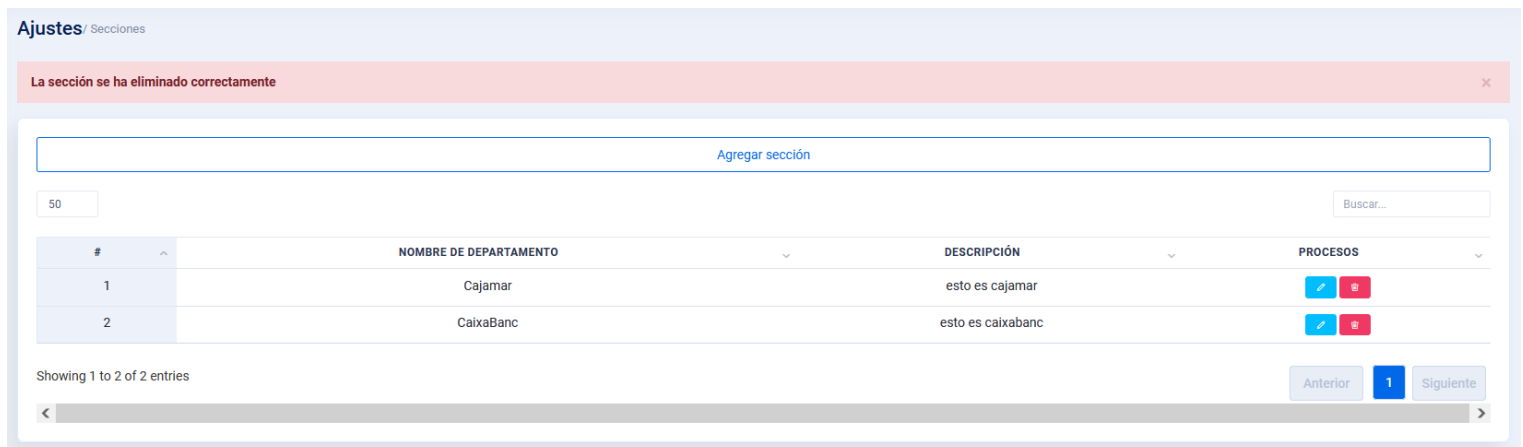 Ajustes/ Secciones
La sección se ha eliminado correctamente ×
Agregar sección
50 Buscar...
# NOMBRE DE DEPARTAMENTO DESCRIPCIÓN PROCESOS
1 Cajamar esto es cajamar
2 CaixaBanc esto es caixabanc
Showing 1 to 2 of 2 entries Anterior 1 Siguiente